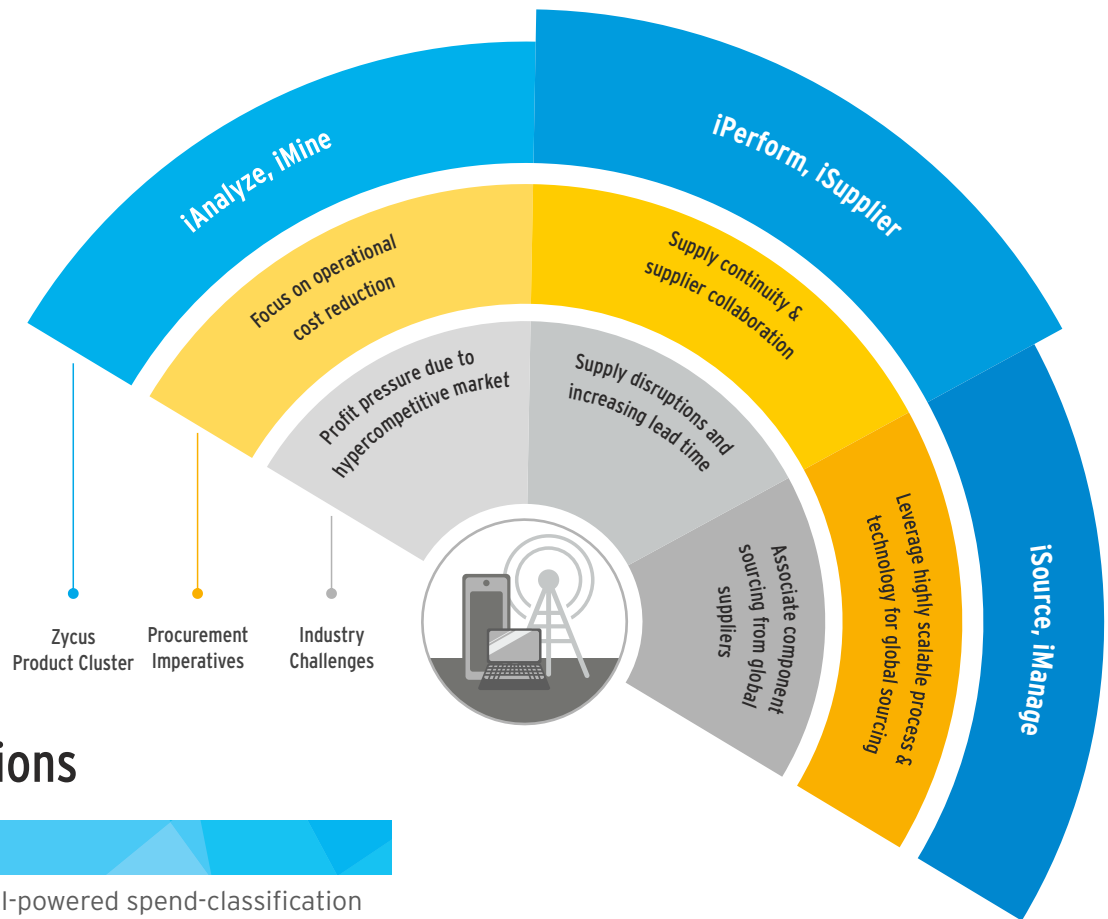 iAnalyze, iMine
iPerform, iSupplier
iSource, iManage
Focus on operational
cost reduction
Supply continuity &
supplier collaboration
Leverage highly scalable process &
technology for global sourcing
Profit pressure due to
hypercompetitive market
Supply disruptions and
increasing lead time
Associate component
sourcing from global
suppliers
Zycus
Product Cluster
Procurement
Imperatives
Industry
Challenges
ions
l-powered spend-classification